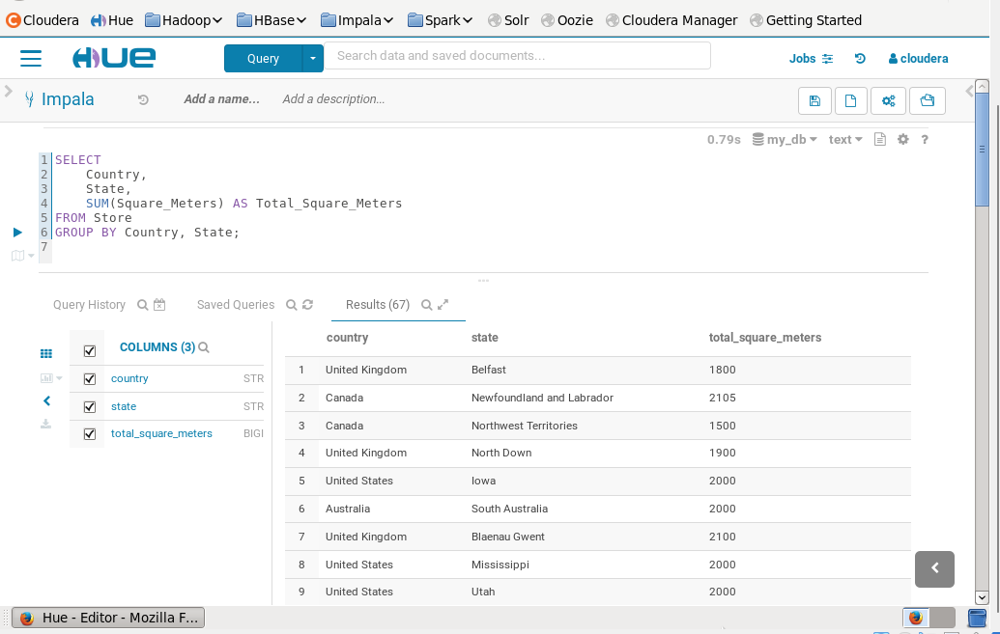 Cloudera Hue Hadoop HBase Impala Spark Solr Oozie Cloudera Manager Getting Started
HUE Query Search data and saved documents... Jobs cloudera
Impala Add a name... Add a description...
0.79s my_db text ?
1 SELECT
2 Country,
3 State,
4 SUM(Square_Meters) AS Total_Square_Meters
5 FROM Store
6 GROUP BY Country, State;
7
Query History Saved Queries Results (67)
COLUMNS (3)
country STR
state STR
total_square_meters BIGI
country state total_square_meters
1 United Kingdom Belfast 1800
2 Canada Newfoundland and Labrador 2105
3 Canada Northwest Territories 1500
4 United Kingdom North Down 1900
5 United States Iowa 2000
6 Australia South Australia 2000
7 United Kingdom Blaenau Gwent 2100
8 United States Mississippi 2000
9 United States Utah 2000
Hue - Editor - Mozilla F...